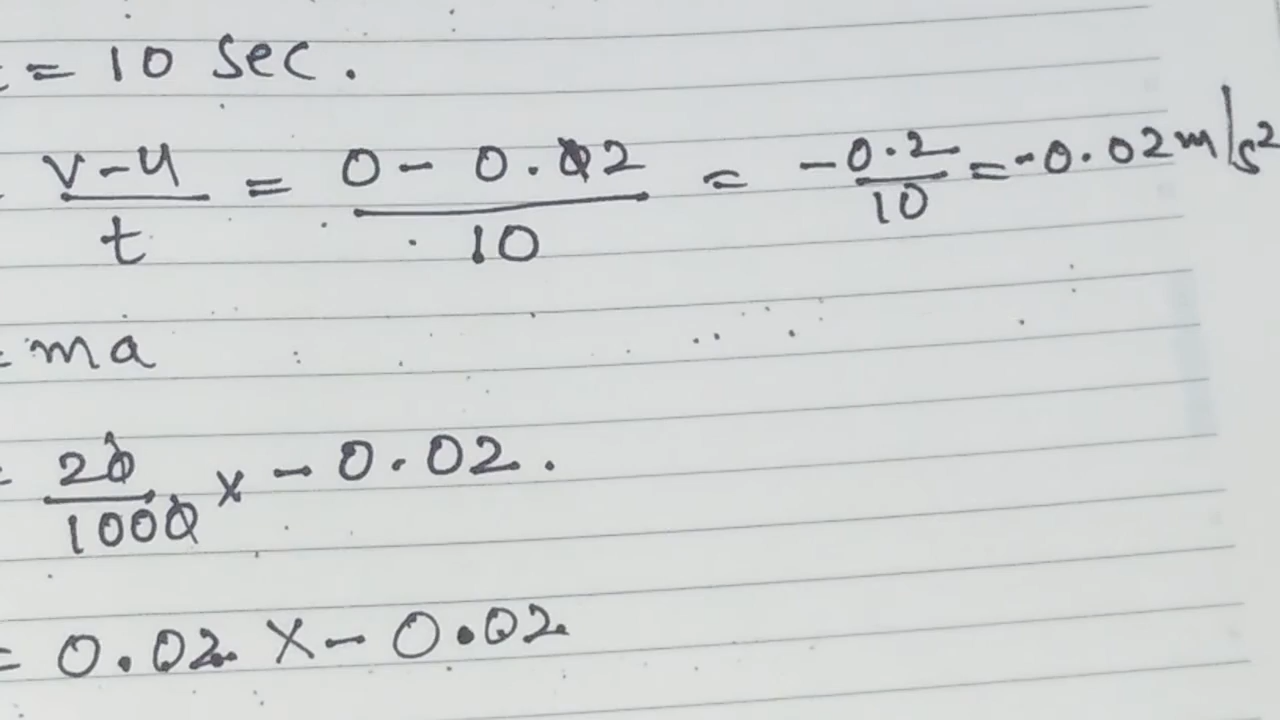 = 10 sec.
v-u/t = 0 - 0.02/10 = -0.2/10 = -0.02 m/s²
= ma
= 20/1000 × -0.02.
= 0.02 × -0.02